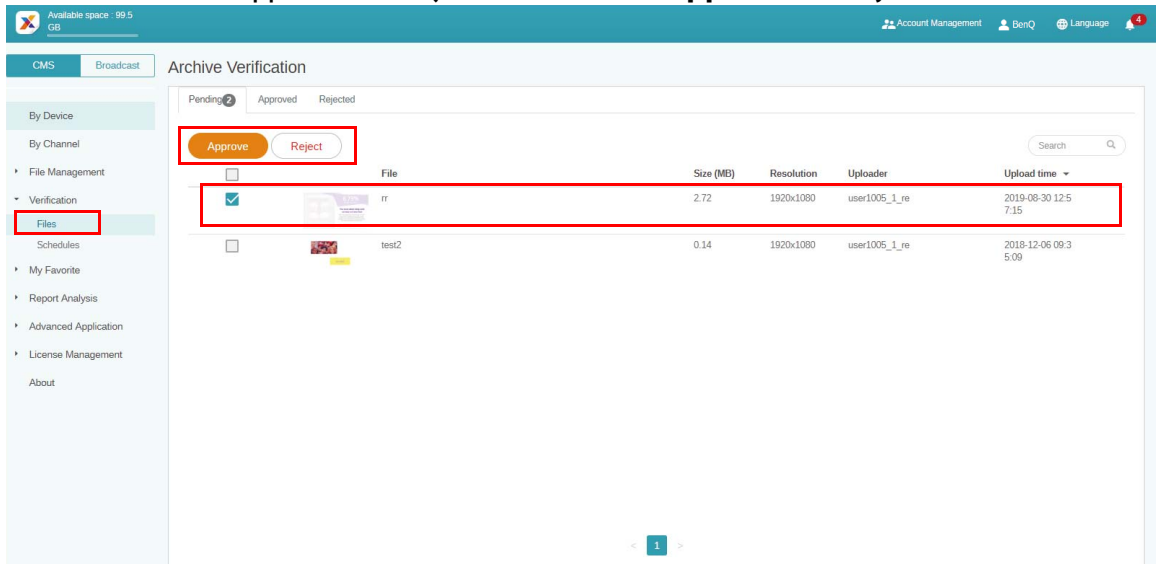 Available space : 99.5
GB
Account Management
BenQ
Language
4
CMS
Broadcast
Archive Verification
Pending 2
Approved
Rejected
By Device
By Channel
File Management
Verification
Files
Schedules
My Favorite
Report Analysis
Advanced Application
License Management
About
Approve
Reject
Search
File
Size (MB)
Resolution
Uploader
Upload time
rr
2.72
1920x1080
user1005_1_re
2019-08-30 12:5
7:15
test2
0.14
1920x1080
user1005_1_re
2018-12-06 09:3
5:09
< 1 >